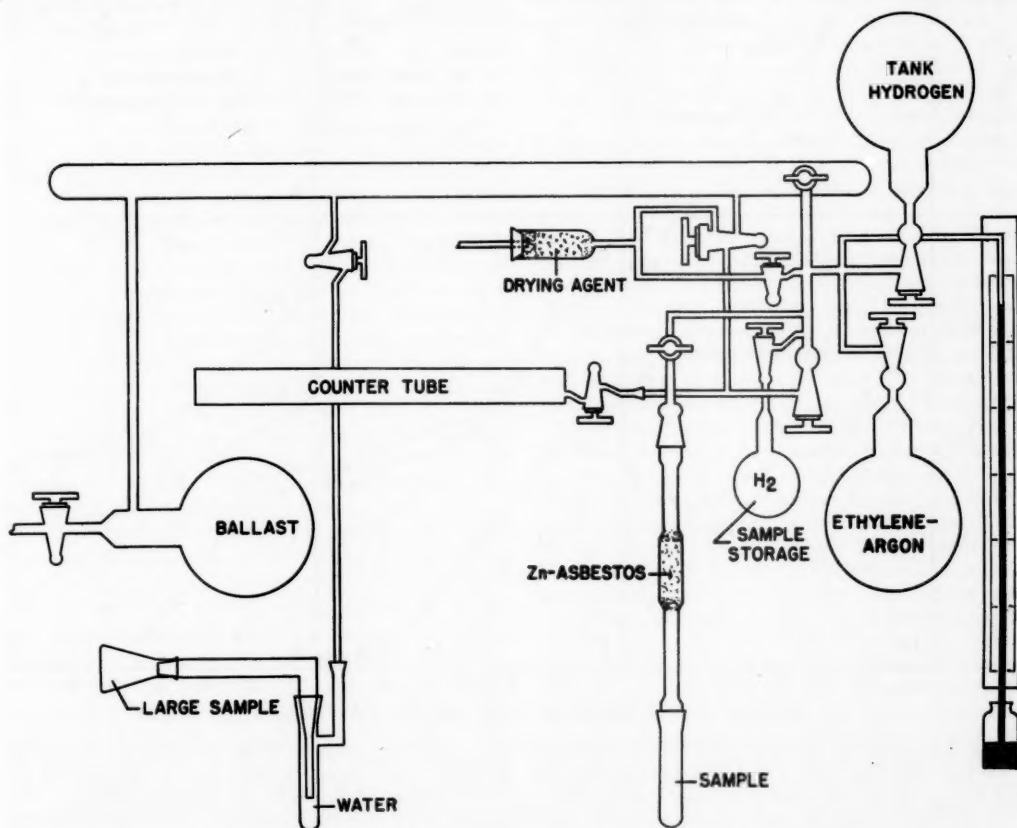 TANK
HYDROGEN
DRYING AGENT
COUNTER TUBE
BALLAST
H2
SAMPLE
STORAGE
ETHYLENE-
ARGON
Zn-ASBESTOS
LARGE SAMPLE
WATER
SAMPLE